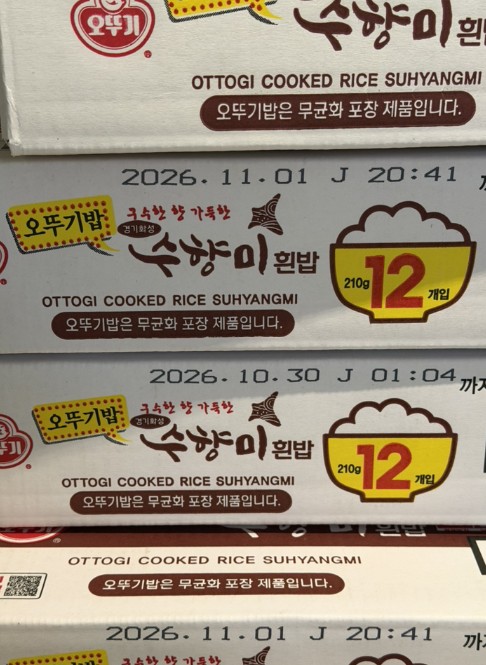 오뚜기
수향미 흰
OTTOGI COOKED RICE SUHYANGMI
오뚜기밥은 무균화 포장 제품입니다.
2026.11.01 J 20:41
오뚜기밥
구수한 향 가득한
경기화성
수향미 흰밥
210g 12 개입
OTTOGI COOKED RICE SUHYANGMI
오뚜기밥은 무균화 포장 제품입니다.
2026.10.30 J 01:04 까지
오뚜기밥
구수한 향 가득한
경기화성
수향미 흰밥
210g 12 개입
OTTOGI COOKED RICE SUHYANGMI
오뚜기밥은 무균화 포장 제품입니다.
OTTOGI COOKED RICE SUHYANGMI
오뚜기밥은 무균화 포장 제품입니다.
2026.11.01 J 20:41
구수한 향 가득한